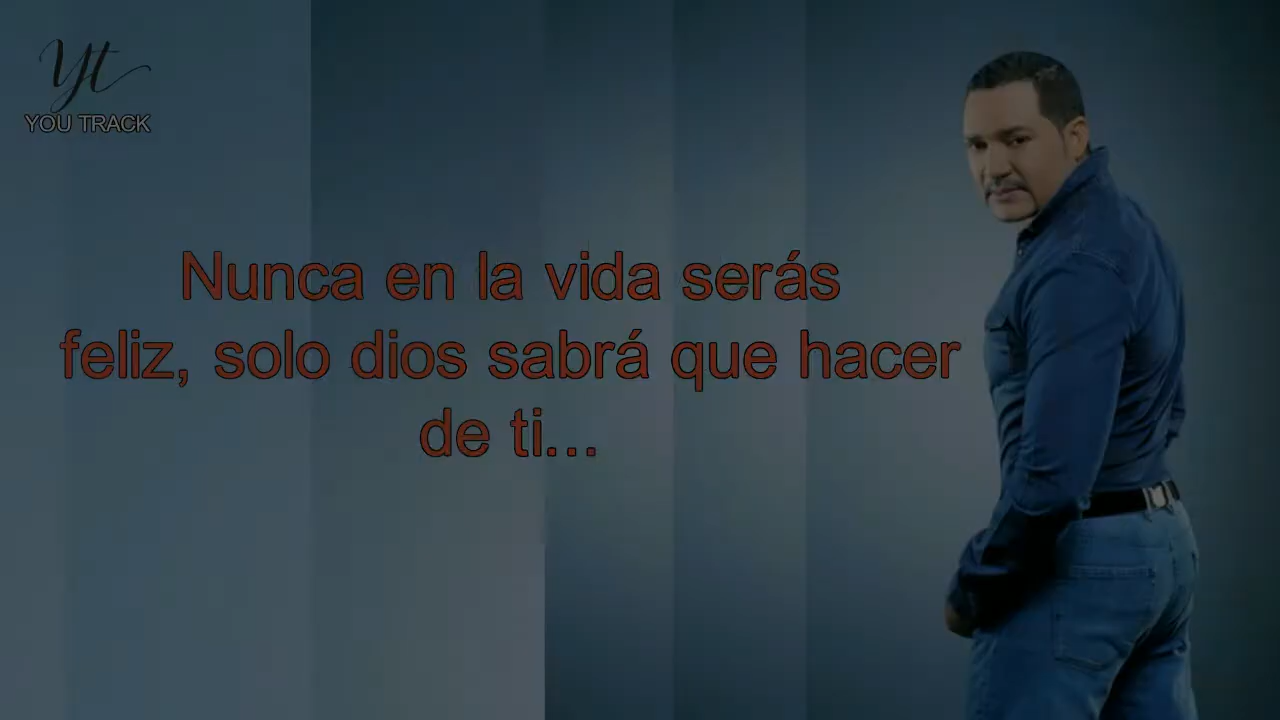 Yt
YOU TRACK
Nunca en la vida serás
feliz, solo dios sabrá que hacer
de ti...